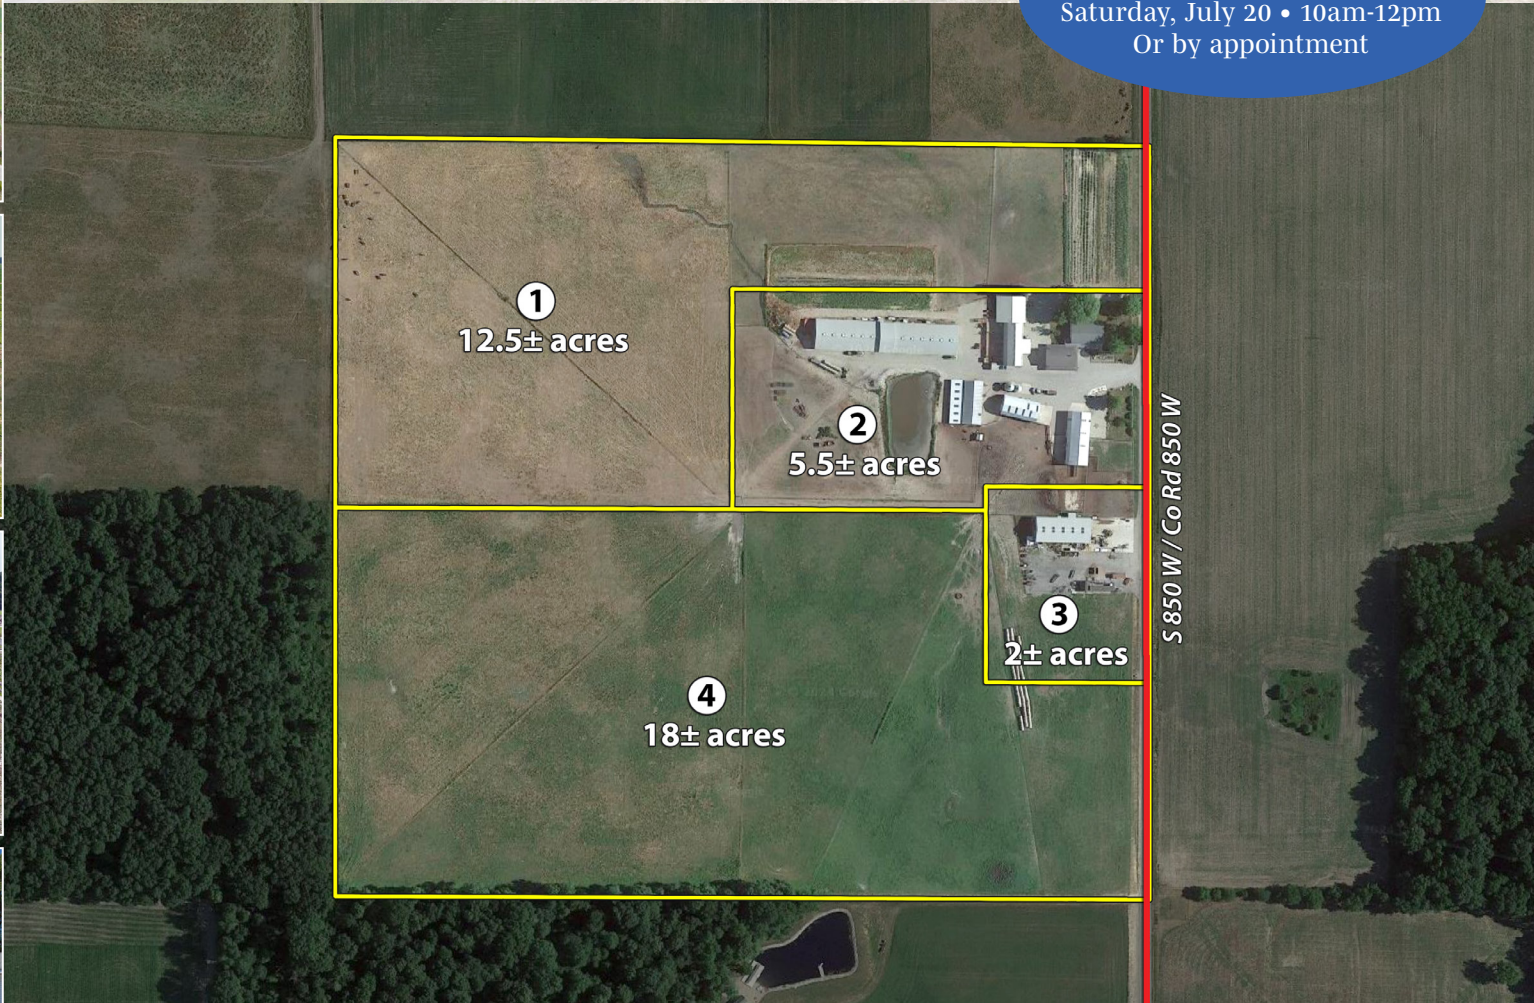 Saturday, July 20 • 10am-12pm
Or by appointment
1
12.5± acres
2
5.5± acres
S 850 W / Co Rd 850 W
3
2± acres
4
18± acres